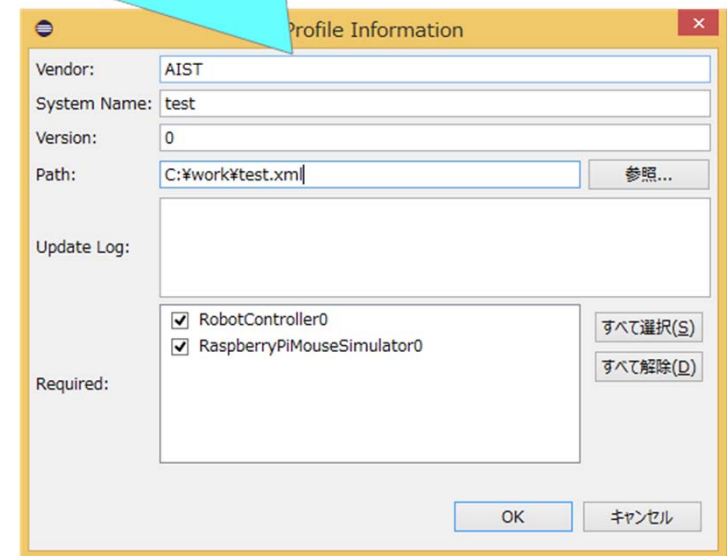 Profile Information
Vendor: AIST
System Name: test
Version: 0
Path: C:¥work¥test.xml 参照...
Update Log:
Required:
RobotController0
RaspberryPiMouseSimulator0
すべて選択(S)
すべて解除(D)
OK キャンセル